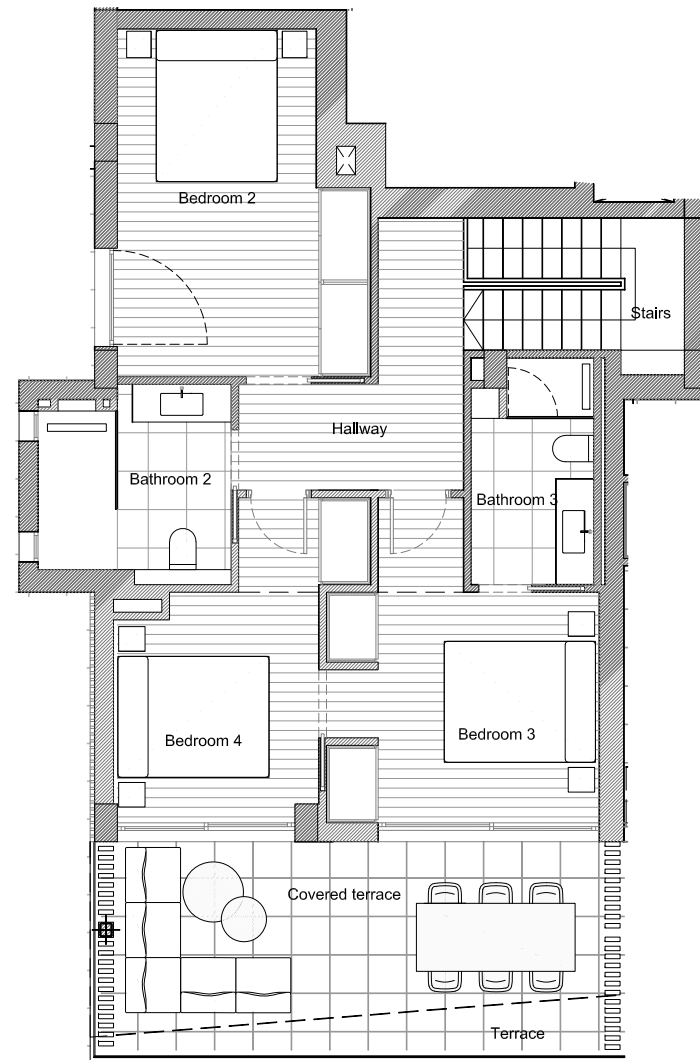 Bedroom 2
Stairs
Hallway
Bathroom 2
Bathroom 3
Bedroom 4
Bedroom 3
Covered terrace
Terrace